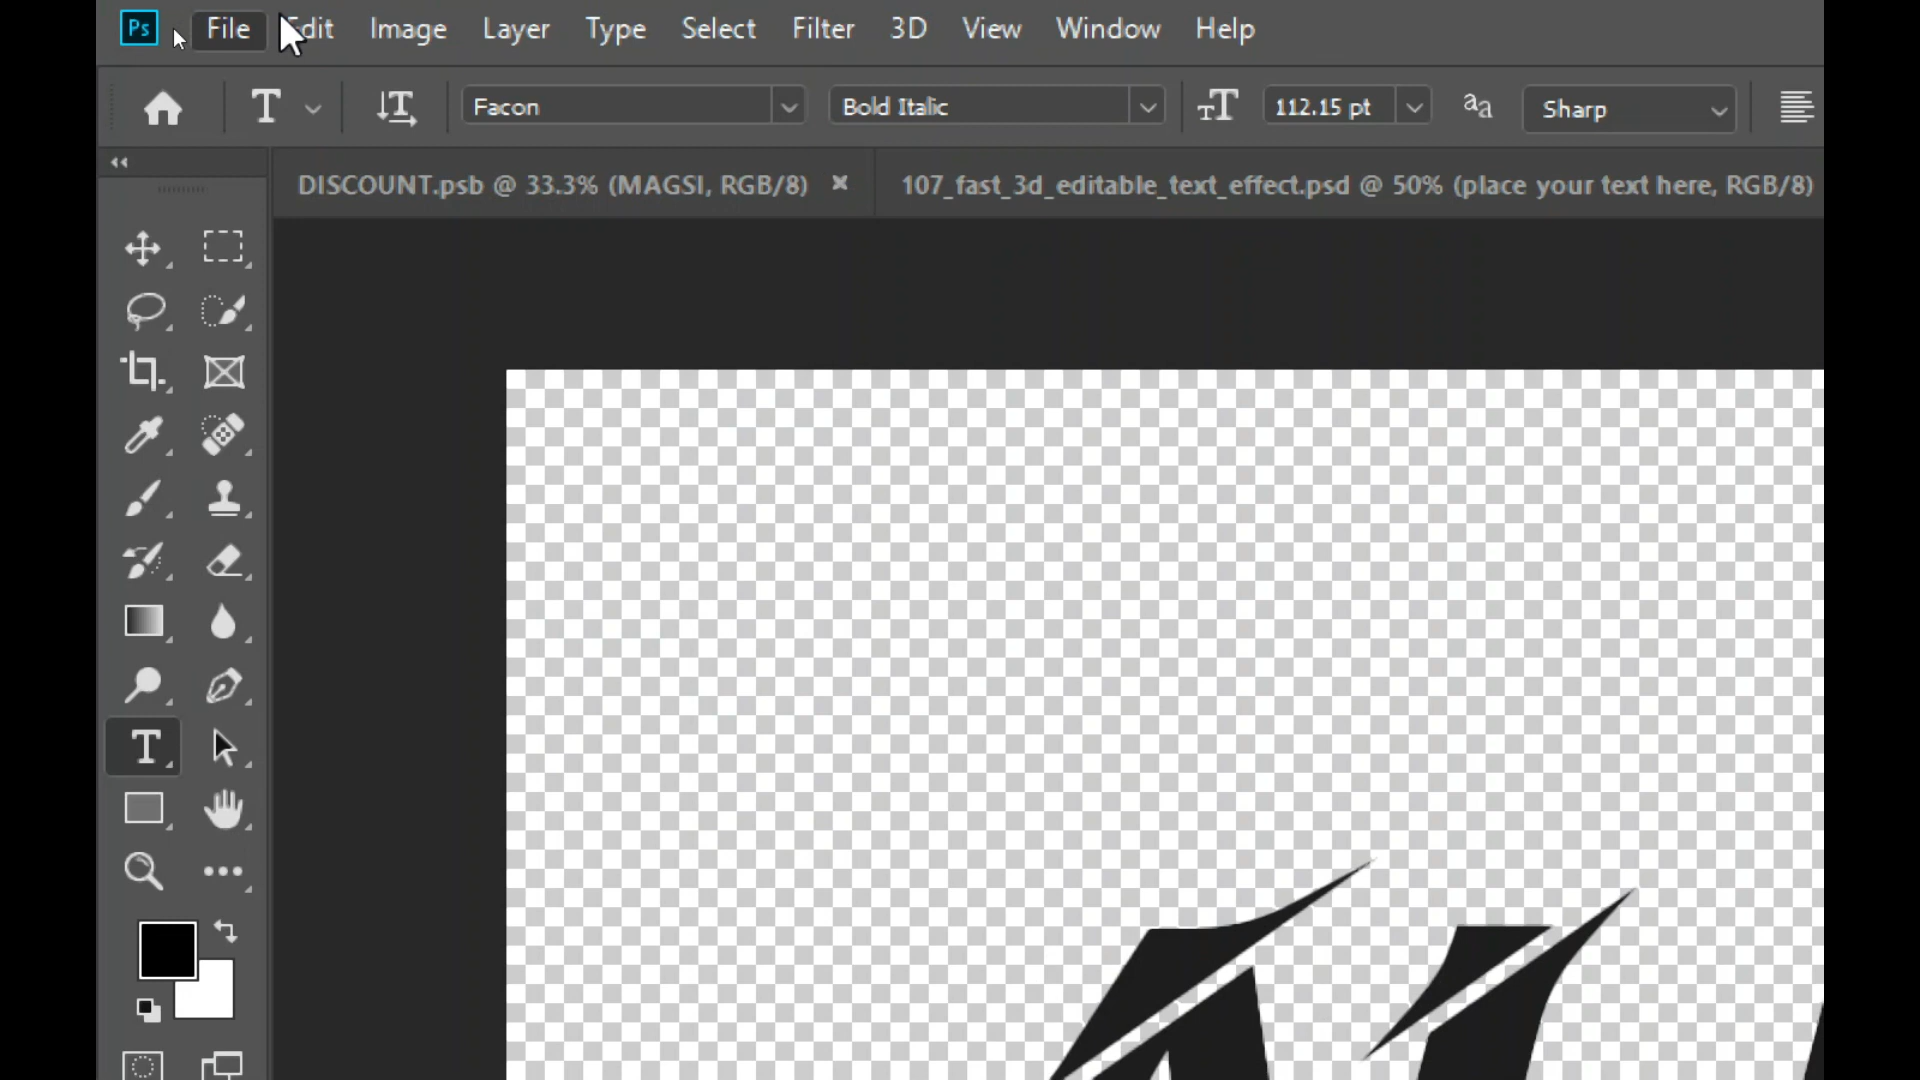 Ps File Edit Image Layer Type Select Filter 3D View Window Help
Facon Bold Italic 112.15 pt Sharp
DISCOUNT.psb @ 33.3% (MAGSI, RGB/8) × 107_fast_3d_editable_text_effect.psd @ 50% (place your text here, RGB/8)